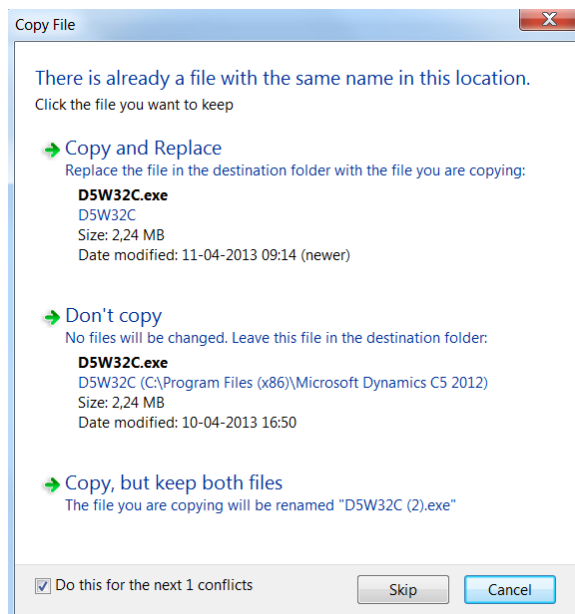 Copy File
There is already a file with the same name in this location.
Click the file you want to keep
Copy and Replace
Replace the file in the destination folder with the file you are copying:
D5W32C.exe
D5W32C
Size: 2,24 MB
Date modified: 11-04-2013 09:14 (newer)
Don't copy
No files will be changed. Leave this file in the destination folder:
D5W32C.exe
D5W32C (C:\Program Files (x86)\Microsoft Dynamics C5 2012)
Size: 2,24 MB
Date modified: 10-04-2013 16:50
Copy, but keep both files
The file you are copying will be renamed "D5W32C (2).exe"
Do this for the next 1 conflicts
Skip
Cancel